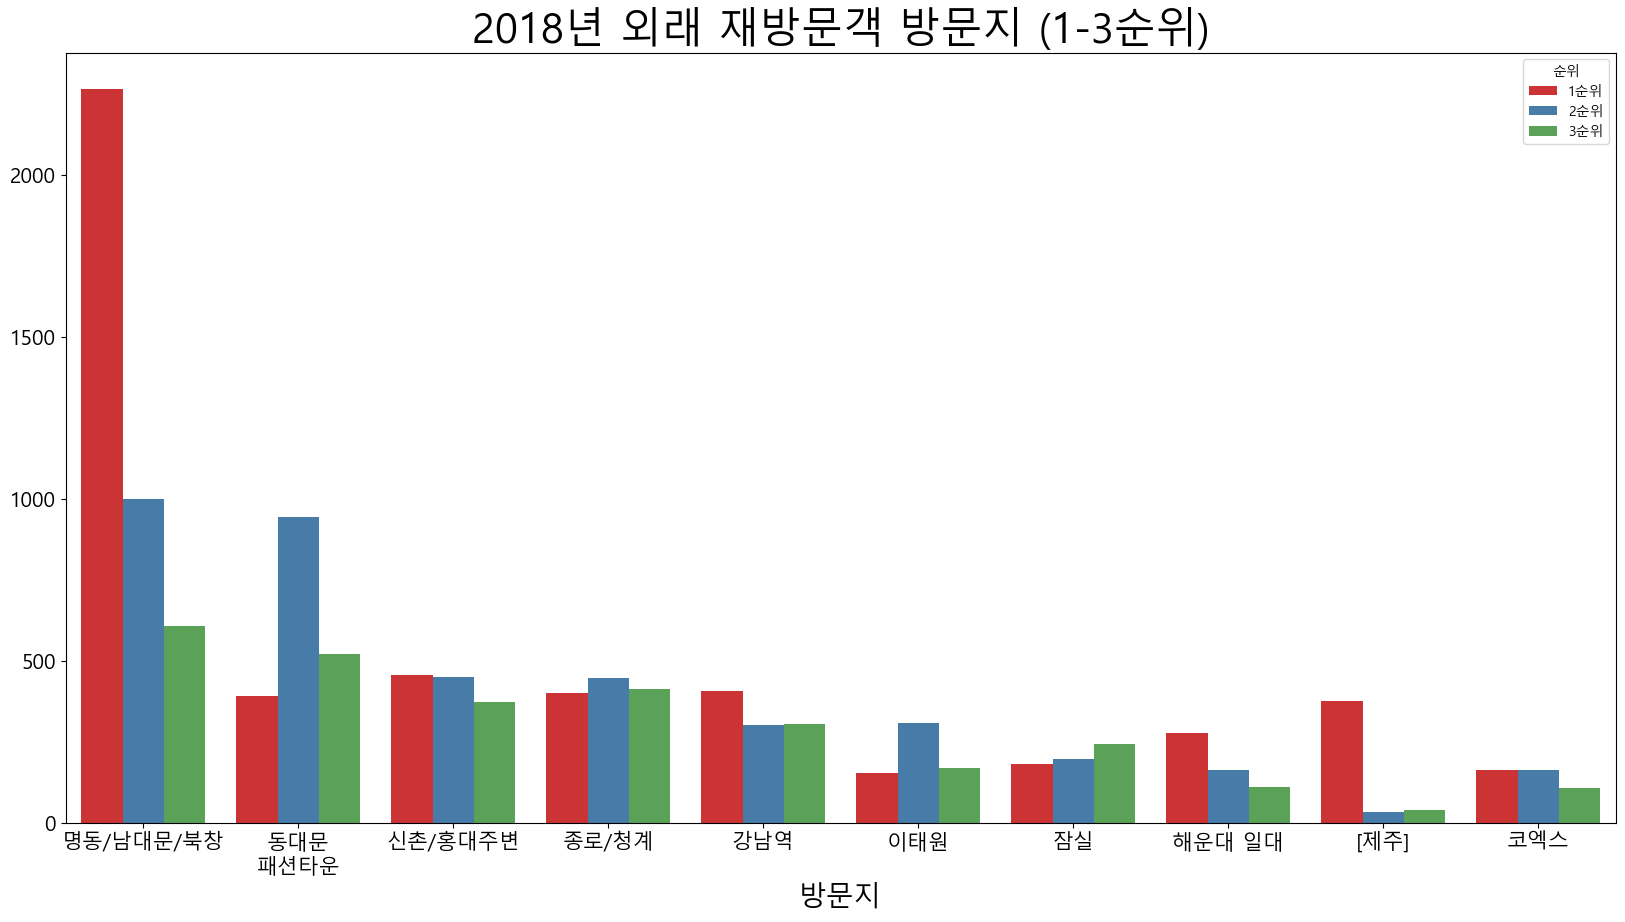 2018년 외래 재방문객 방문지 (1-3순위)
순위
1순위
2순위
3순위
2000
1500
1000
500
0
명동/남대문/북창
동대문
패션타운
신촌/홍대주변
종로/청계
강남역
이태원
잠실
해운대 일대
[제주]
코엑스
방문지